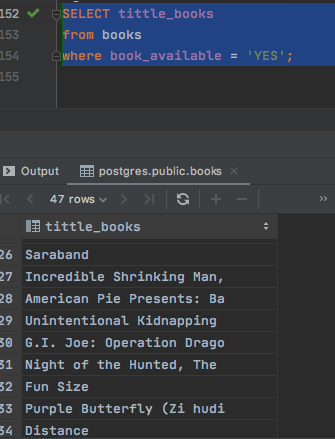 152 SELECT tittle_books
153 from books
154 where book_available = 'YES';
155
Output postgres.public.books
47 rows
tittle_books
26 Saraband
27 Incredible Shrinking Man,
28 American Pie Presents: Ba
29 Unintentional Kidnapping
30 G.I. Joe: Operation Drago
31 Night of the Hunted, The
32 Fun Size
33 Purple Butterfly (Zi hudi
34 Distance